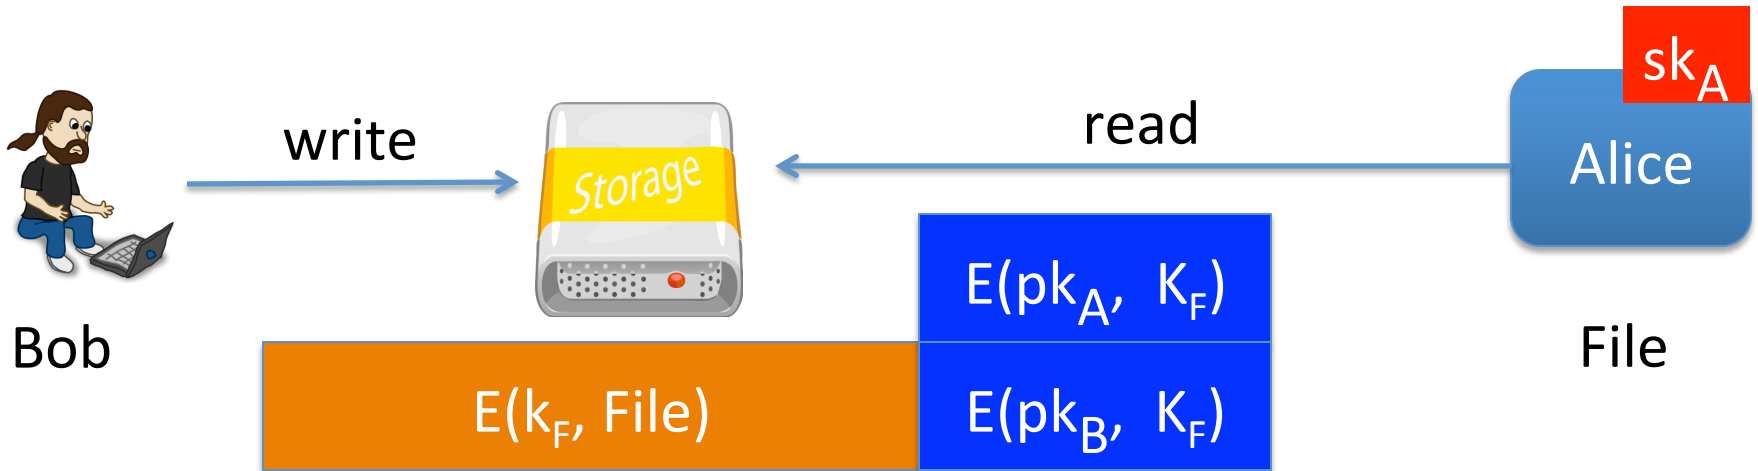 sk_A
write
read
Storage
Alice
E(pk_A, K_F)
Bob
File
E(k_F, File)
E(pk_B, K_F)